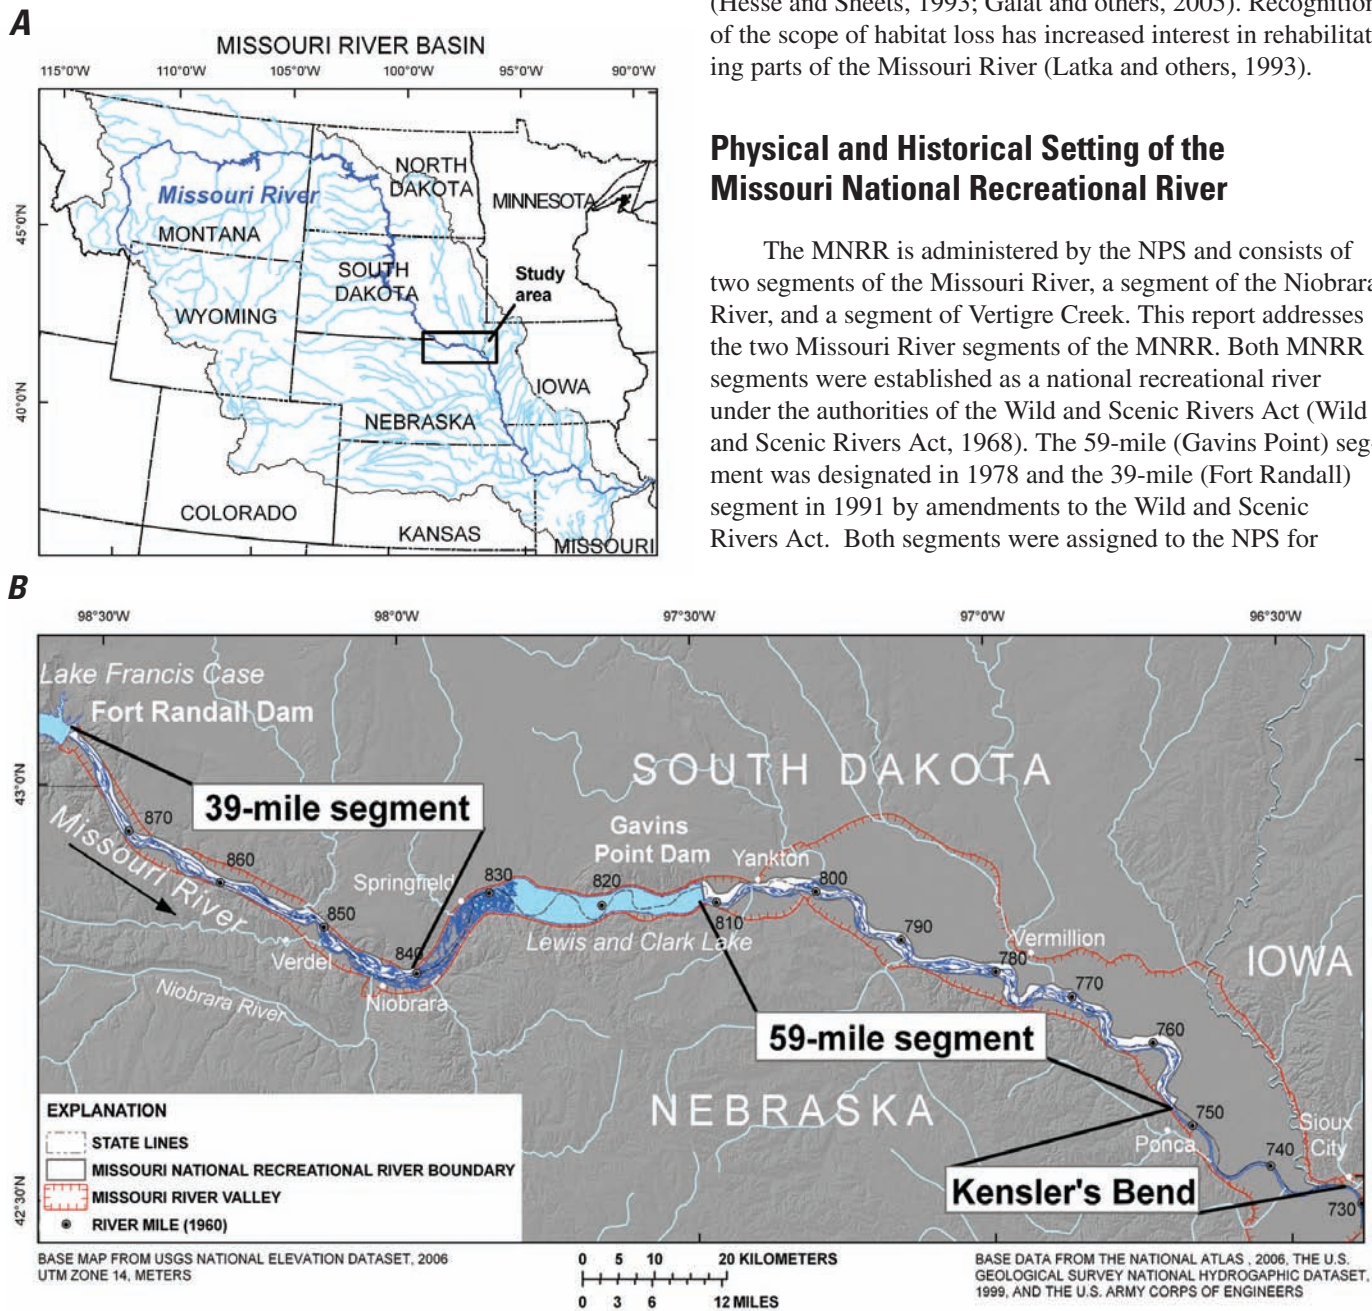 A
MISSOURI RIVER BASIN
115°0'W 110°0'W 105°0'W 100°0'W 95°0'W 90°0'W
45°0'N
40°0'N
Missouri River
NORTH
DAKOTA
MINNESOTA
MONTANA
SOUTH
DAKOTA
Study
area
WYOMING
IOWA
NEBRASKA
COLORADO
KANSAS
MISSOURI
(Hesse and Sheets, 1993; Galat and others, 2005). Recognition
of the scope of habitat loss has increased interest in rehabilitat-
ing parts of the Missouri River (Latka and others, 1993).
Physical and Historical Setting of the
Missouri National Recreational River
The MNRR is administered by the NPS and consists of
two segments of the Missouri River, a segment of the Niobrara
River, and a segment of Vertigre Creek. This report addresses
the two Missouri River segments of the MNRR. Both MNRR
segments were established as a national recreational river
under the authorities of the Wild and Scenic Rivers Act (Wild
and Scenic Rivers Act, 1968). The 59-mile (Gavins Point) seg-
ment was designated in 1978 and the 39-mile (Fort Randall)
segment in 1991 by amendments to the Wild and Scenic
Rivers Act. Both segments were assigned to the NPS for
B
98°30'W 98°0'W 97°30'W 97°0'W 96°30'W
43°0'N
42°30'N
Lake Francis Case
Fort Randall Dam
SOUTH DAKOTA
39-mile segment
Missouri River
870
860
850
840
830
820
810
800
790
780
770
760
750
740
730
Gavins
Point Dam
Yankton
Springfield
Lewis and Clark Lake
Vermillion
IOWA
Verdel
Niobrara
Niobrara River
59-mile segment
NEBRASKA
Ponca
Sioux
City
Kensler's Bend
EXPLANATION
STATE LINES
MISSOURI NATIONAL RECREATIONAL RIVER BOUNDARY
MISSOURI RIVER VALLEY
RIVER MILE (1960)
BASE MAP FROM USGS NATIONAL ELEVATION DATASET, 2006
UTM ZONE 14, METERS
0 5 10 20 KILOMETERS
0 3 6 12 MILES
BASE DATA FROM THE NATIONAL ATLAS , 2006, THE U.S.
GEOLOGICAL SURVEY NATIONAL HYDROGAPHIC DATASET,
1999, AND THE U.S. ARMY CORPS OF ENGINEERS